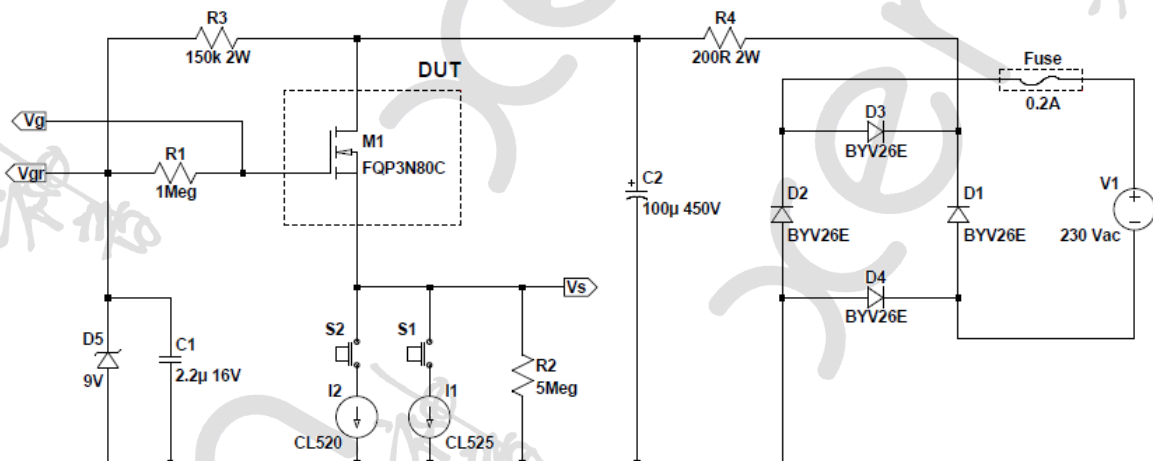 R3
150k 2W
R4
200R 2W
DUT
Fuse
0.2A
Vg
D3
BYV26E
M1
FQP3N80C
Vgr
R1
1Meg
C2
100µ 450V
D2
BYV26E
D1
BYV26E
V1
230 Vac
D4
BYV26E
Vs
D5
9V
C1
2.2µ 16V
S2
S1
R2
5Meg
I2
CL520
I1
CL525